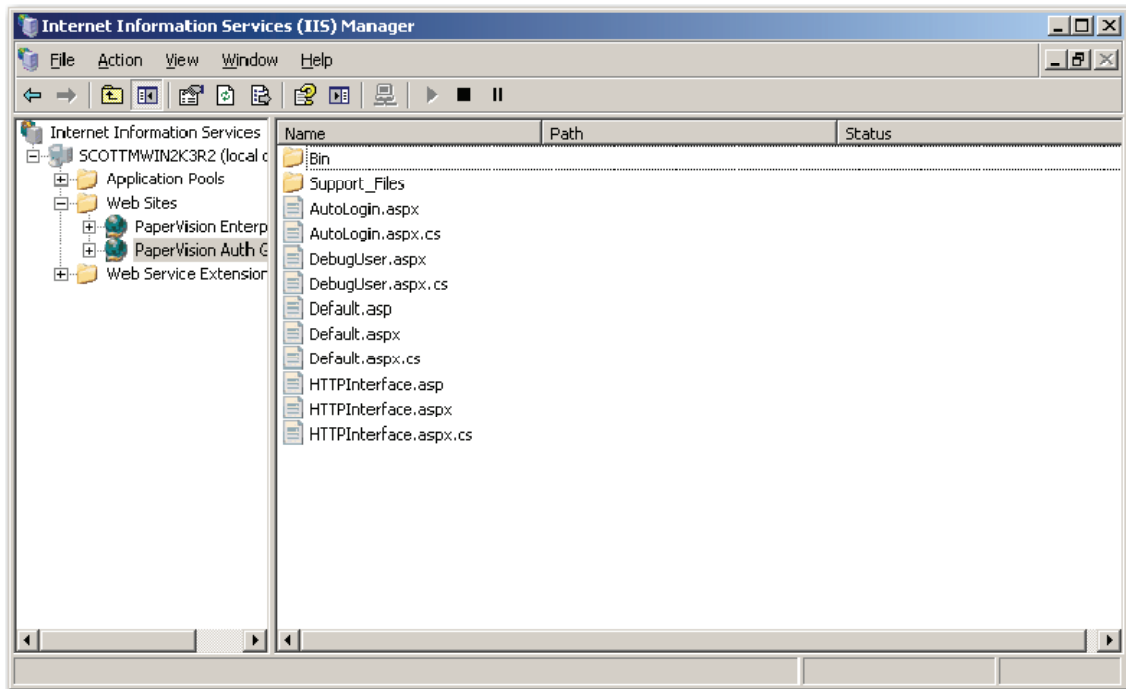 Internet Information Services (IIS) Manager
File Action View Window Help
Internet Information Services
SCOTTMWIN2K3R2 (local c
Application Pools
Web Sites
PaperVision Enterp
PaperVision Auth G
Web Service Extension
Name Path Status
Bin
Support_Files
AutoLogin.aspx
AutoLogin.aspx.cs
DebugUser.aspx
DebugUser.aspx.cs
Default.asp
Default.aspx
Default.aspx.cs
HTTPInterface.asp
HTTPInterface.aspx
HTTPInterface.aspx.cs